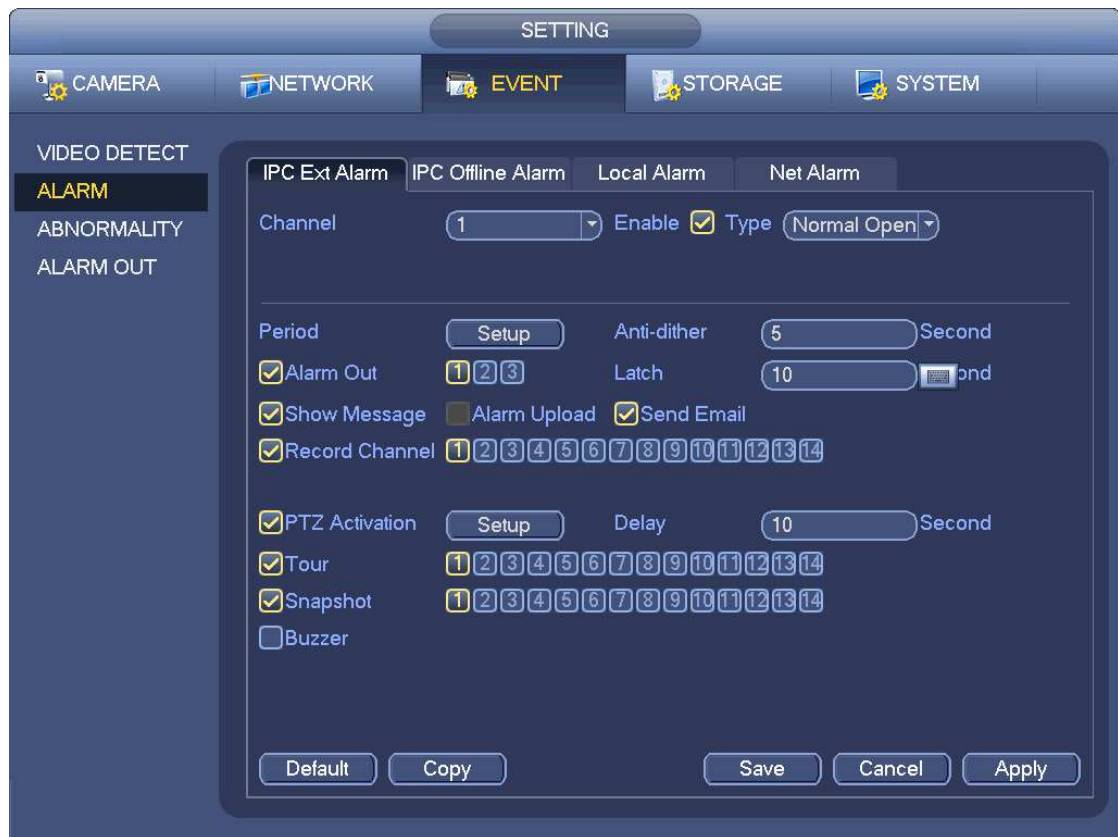 SETTING
CAMERA NETWORK EVENT STORAGE SYSTEM
VIDEO DETECT
ALARM
ABNORMALITY
ALARM OUT
IPC Ext Alarm IPC Offline Alarm Local Alarm Net Alarm
Channel 1 Enable Type Normal Open
Period Setup Anti-dither 5 Second
Alarm Out 1 2 3 Latch 10 ond
Show Message Alarm Upload Send Email
Record Channel 1 2 3 4 5 6 7 8 9 10 11 12 13 14
PTZ Activation Setup Delay 10 Second
Tour 1 2 3 4 5 6 7 8 9 10 11 12 13 14
Snapshot 1 2 3 4 5 6 7 8 9 10 11 12 13 14
Buzzer
Default Copy Save Cancel Apply